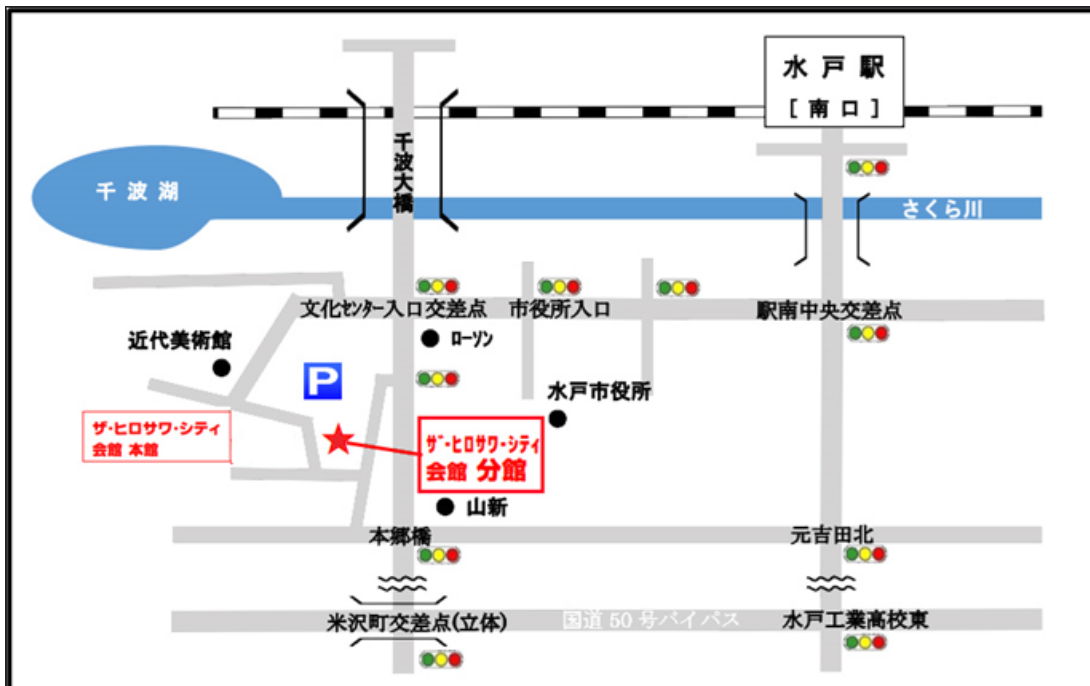 水戸駅
［南口］
千波大橋
千波湖
さくら川
文化ｾﾝﾀｰ入口交差点
市役所入口
駅南中央交差点
近代美術館
ﾛｰｿﾝ
P
水戸市役所
ザ・ヒロサワ・シティ
会館 本館
ｻﾞ・ﾋﾛｻﾜ・ｼﾃｨ
会館 分館
山新
本郷橋
元吉田北
米沢町交差点(立体)
国道50号バイパス
水戸工業高校東